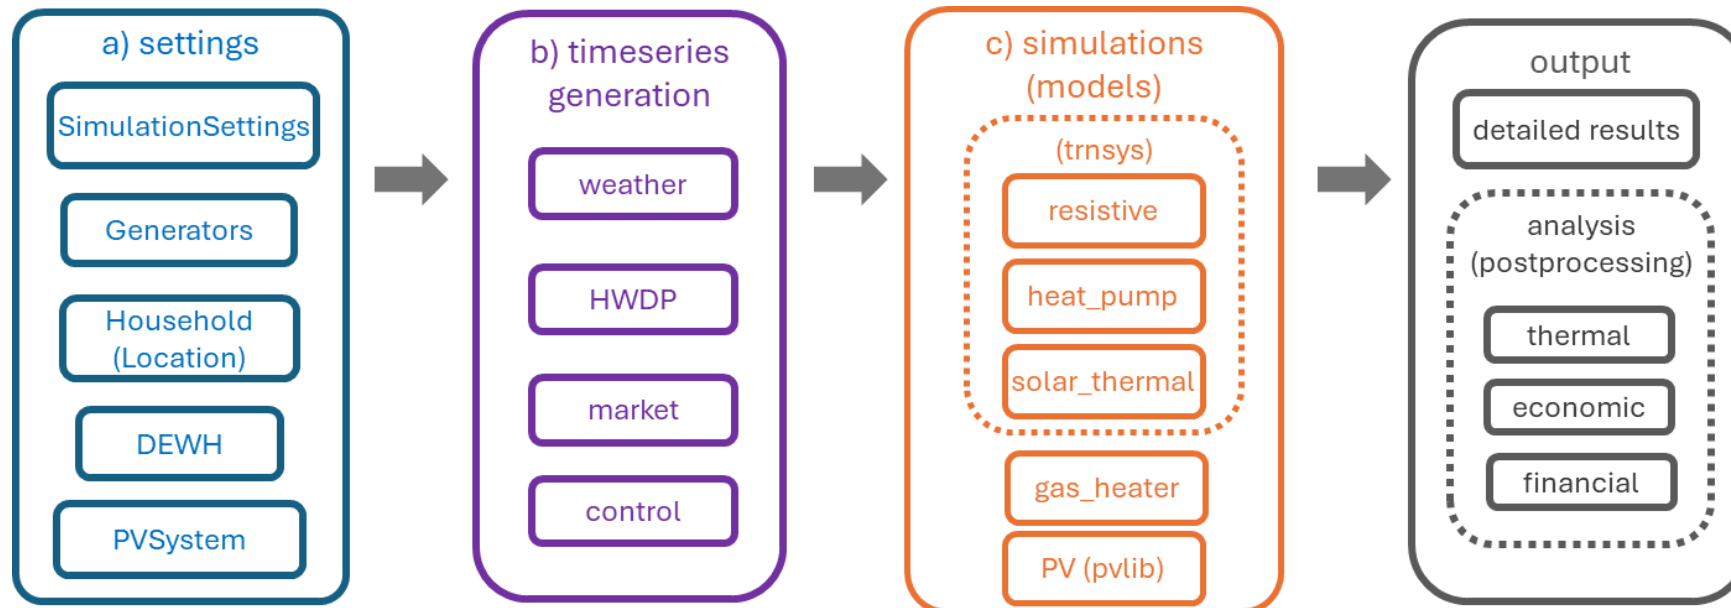 a) settings
SimulationSettings
Generators
Household
(Location)
DEWH
PVSystem
b) timeseries
generation
weather
HWDP
market
control
c) simulations
(models)
(trnsys)
resistive
heat_pump
solar_thermal
gas_heater
PV (pvlib)
output
detailed results
analysis
(postprocessing)
thermal
economic
financial